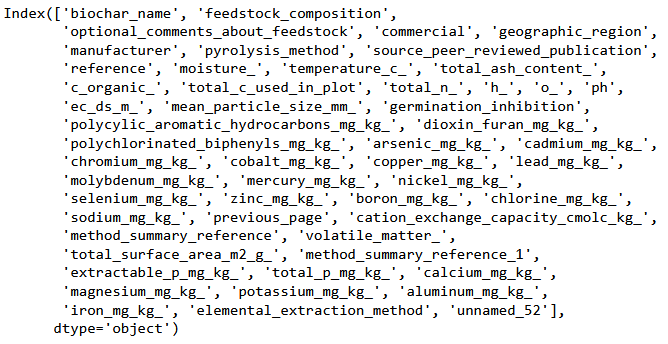 Index(['biochar_name', 'feedstock_composition',
'optional_comments_about_feedstock', 'commercial', 'geographic_region',
'manufacturer', 'pyrolysis_method', 'source_peer_reviewed_publication',
'reference', 'moisture_', 'temperature_c_', 'total_ash_content_',
'c_organic_', 'total_c_used_in_plot', 'total_n_', 'h_', 'o_', 'ph',
'ec_ds_m_', 'mean_particle_size_mm_', 'germination_inhibition',
'polycylic_aromatic_hydrocarbons_mg_kg_', 'dioxin_furan_mg_kg_',
'polychlorinated_biphenyls_mg_kg_', 'arsenic_mg_kg_', 'cadmium_mg_kg_',
'chromium_mg_kg_', 'cobalt_mg_kg_', 'copper_mg_kg_', 'lead_mg_kg_',
'molybdenum_mg_kg_', 'mercury_mg_kg_', 'nickel_mg_kg_',
'selenium_mg_kg_', 'zinc_mg_kg_', 'boron_mg_kg_', 'chlorine_mg_kg_',
'sodium_mg_kg_', 'previous_page', 'cation_exchange_capacity_cmolc_kg_',
'method_summary_reference', 'volatile_matter_',
'total_surface_area_m2_g_', 'method_summary_reference_1',
'extractable_p_mg_kg_', 'total_p_mg_kg_', 'calcium_mg_kg_',
'magnesium_mg_kg_', 'potassium_mg_kg_', 'aluminum_mg_kg_',
'iron_mg_kg_', 'elemental_extraction_method', 'unnamed_52'],
dtype='object')